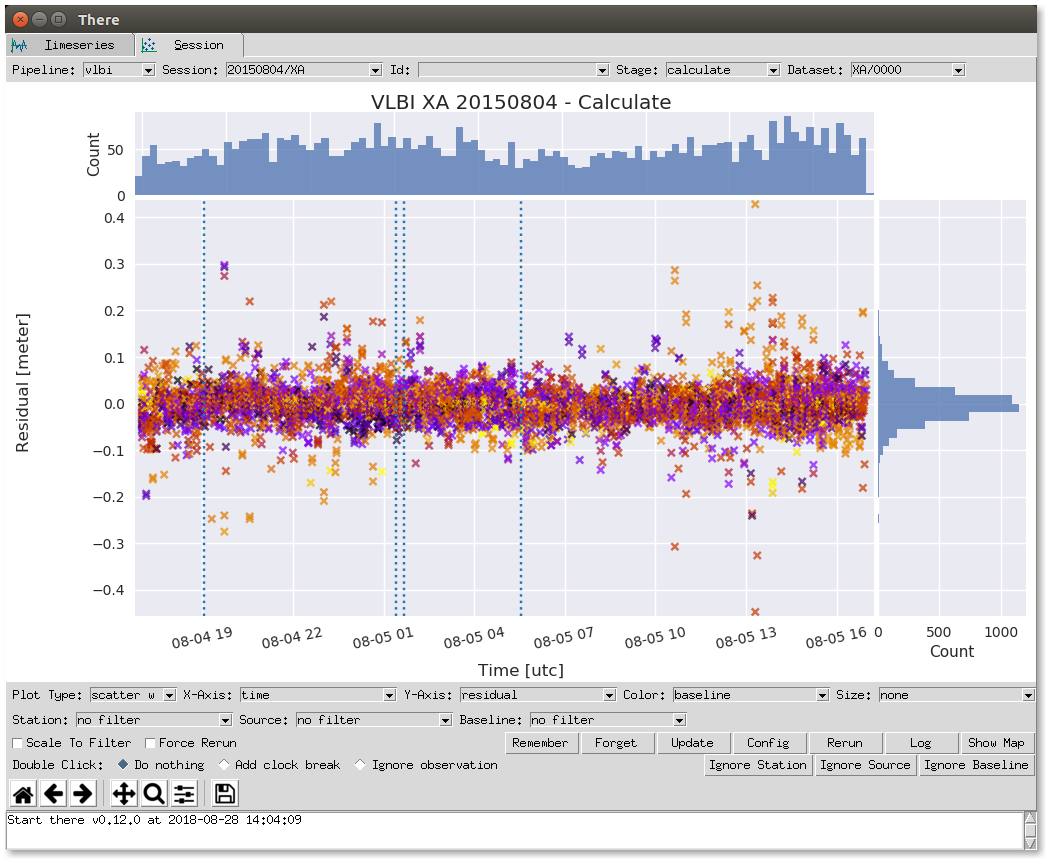 There
Timeseries Session
Pipeline: vlbi Session: 20150804/XA Id: Stage: calculate Dataset: XA/0000
VLBI XA 20150804 - Calculate
Count
50
0
Residual [meter]
0.4
0.3
0.2
0.1
0.0
−0.1
−0.2
−0.3
−0.4
08-04 19 08-04 22 08-05 01 08-05 04 08-05 07 08-05 10 08-05 13 08-05 16
0 500 1000
Time [utc]
Count
Plot Type: scatter w X-Axis: time Y-Axis: residual Color: baseline Size: none
Station: no filter Source: no filter Baseline: no filter
Scale To Filter Force Rerun Remember Forget Update Config Rerun Log Show Map
Double Click: Do nothing Add clock break Ignore observation Ignore Station Ignore Source Ignore Baseline
Start there v0.12.0 at 2018-08-28 14:04:09